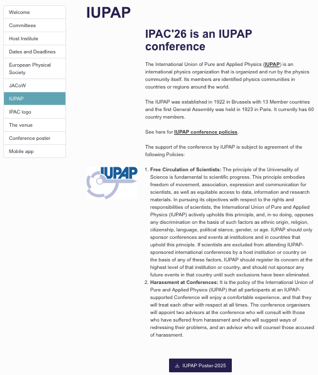 Welcome
Committees
Host Institute
Dates and Deadlines
European Physical
Society
JACoW
IUPAP
IPAC logo
The venue
Conference poster
Mobile app
IUPAP
IPAC'26 is an IUPAP
conference
The International Union of Pure and Applied Physics (IUPAP) is an
international physics organization that is organized and run by the physics
community itself. Its members are identified physics communities in
countries or regions around the world.
The IUPAP was established in 1922 in Brussels with 13 Member countries
and the first General Assembly was held in 1923 in Paris. It currently has 60
country members.
See here for IUPAP conference policies.
The support of the conference by IUPAP is subject to agreement of the
following Policies:
IUPAP
1. Free Circulation of Scientists: The principle of the Universality of
Science is fundamental to scientific progress. This principle embodies
freedom of movement, association, expression and communication for
scientists, as well as equitable access to data, information and research
materials. In pursuing its objectives with respect to the rights and
responsibilities of scientists, the International Union of Pure and Applied
Physics (IUPAP) actively upholds this principle, and, in so doing, opposes
any discrimination on the basis of such factors as ethnic origin, religion,
citizenship, language, political stance, gender, or age. IUPAP should only
sponsor conferences and events at institutions and in countries that
uphold this principle. If scientists are excluded from attending IUPAP-
sponsored international conferences by a host institution or country on
the basis of any of these factors, IUPAP should register its concern at the
highest level of that institution or country, and should not sponsor any
future events in that country until such exclusions have been eliminated.
2. Harassment at Conferences: It is the policy of the International Union of
Pure and Applied Physics (IUPAP) that all participants at an IUPAP-
supported Conference will enjoy a comfortable experience, and that they
will treat each other with respect at all times. The conference organisers
will appoint two advisors at the conference who will consult with those
who have suffered from harassment and who will suggest ways of
redressing their problems, and an advisor who will counsel those accused
of harassment.
IUPAP Poster-2025